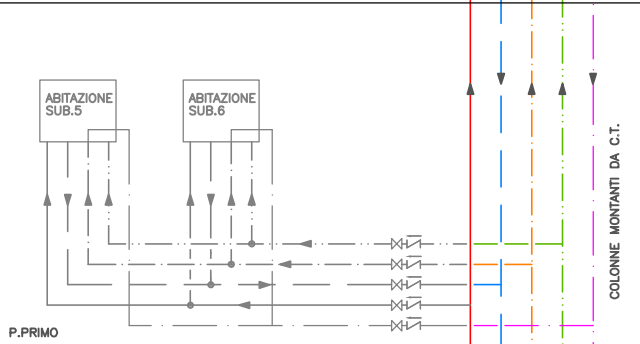 ABITAZIONE
SUB.5
ABITAZIONE
SUB.6
COLONNE MONTANTI DA C.T.
P.PRIMO